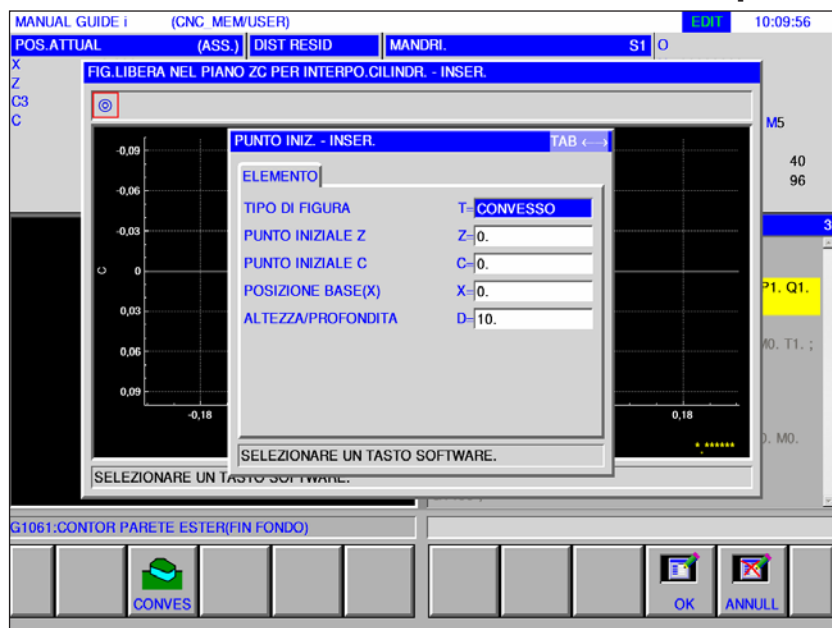 MANUAL GUIDE i (CNC_MEM/USER) EDIT 10:09:56
POS.ATTUAL (ASS.) DIST RESID MANDRI. S1 O
X
Z
C3
C
FIG.LIBERA NEL PIANO ZC PER INTERPO.CILINDR. - INSER.
M5
40
96
3
PUNTO INIZ. - INSER. TAB ←→
ELEMENTO
TIPO DI FIGURA T= CONVESSO
PUNTO INIZIALE Z Z= 0.
PUNTO INIZIALE C C= 0.
POSIZIONE BASE(X) X= 0.
ALTEZZA/PROFONDITA D= 10.
SELEZIONARE UN TASTO SOFTWARE.
-0,09
-0,06
-0,03
C 0
0,03
0,06
0,09
-0,18 0,18
*.******
P1. Q1.
M0. T1. ;
0. M0.
SELEZIONARE UN TASTO SOFTWARE.
G1061:CONTOR PARETE ESTER(FIN FONDO)
CONVES OK ANNULL